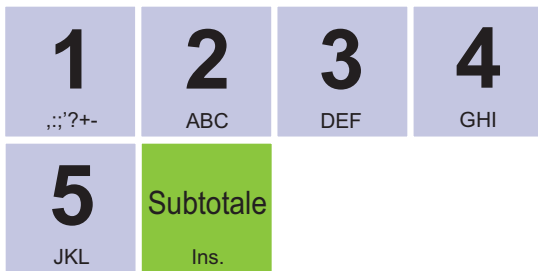 1 2 3 4
,:;'?+- ABC DEF GHI
5 Subtotale
JKL Ins.